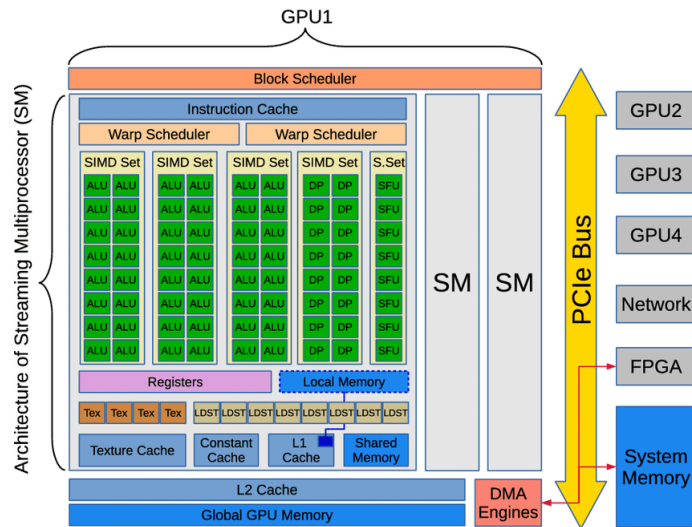 GPU1
Block Scheduler
Architecture of Streaming Multiprocessor (SM)
Instruction Cache
Warp Scheduler Warp Scheduler
SIMD Set SIMD Set SIMD Set SIMD Set S.Set
ALU ALU ALU ALU ALU ALU DP DP SFU
ALU ALU ALU ALU ALU ALU DP DP SFU
ALU ALU ALU ALU ALU ALU DP DP SFU
ALU ALU ALU ALU ALU ALU DP DP SFU
ALU ALU ALU ALU ALU ALU DP DP SFU
ALU ALU ALU ALU ALU ALU DP DP SFU
ALU ALU ALU ALU ALU ALU DP DP SFU
ALU ALU ALU ALU ALU ALU DP DP SFU
Registers Local Memory
Tex Tex Tex Tex LDST LDST LDST LDST LDST LDST LDST LDST
Texture Cache
Constant
Cache
L1
Cache
Shared
Memory
SM
SM
L2 Cache
Global GPU Memory
DMA
Engines
PCIe Bus
GPU2
GPU3
GPU4
Network
FPGA
System
Memory